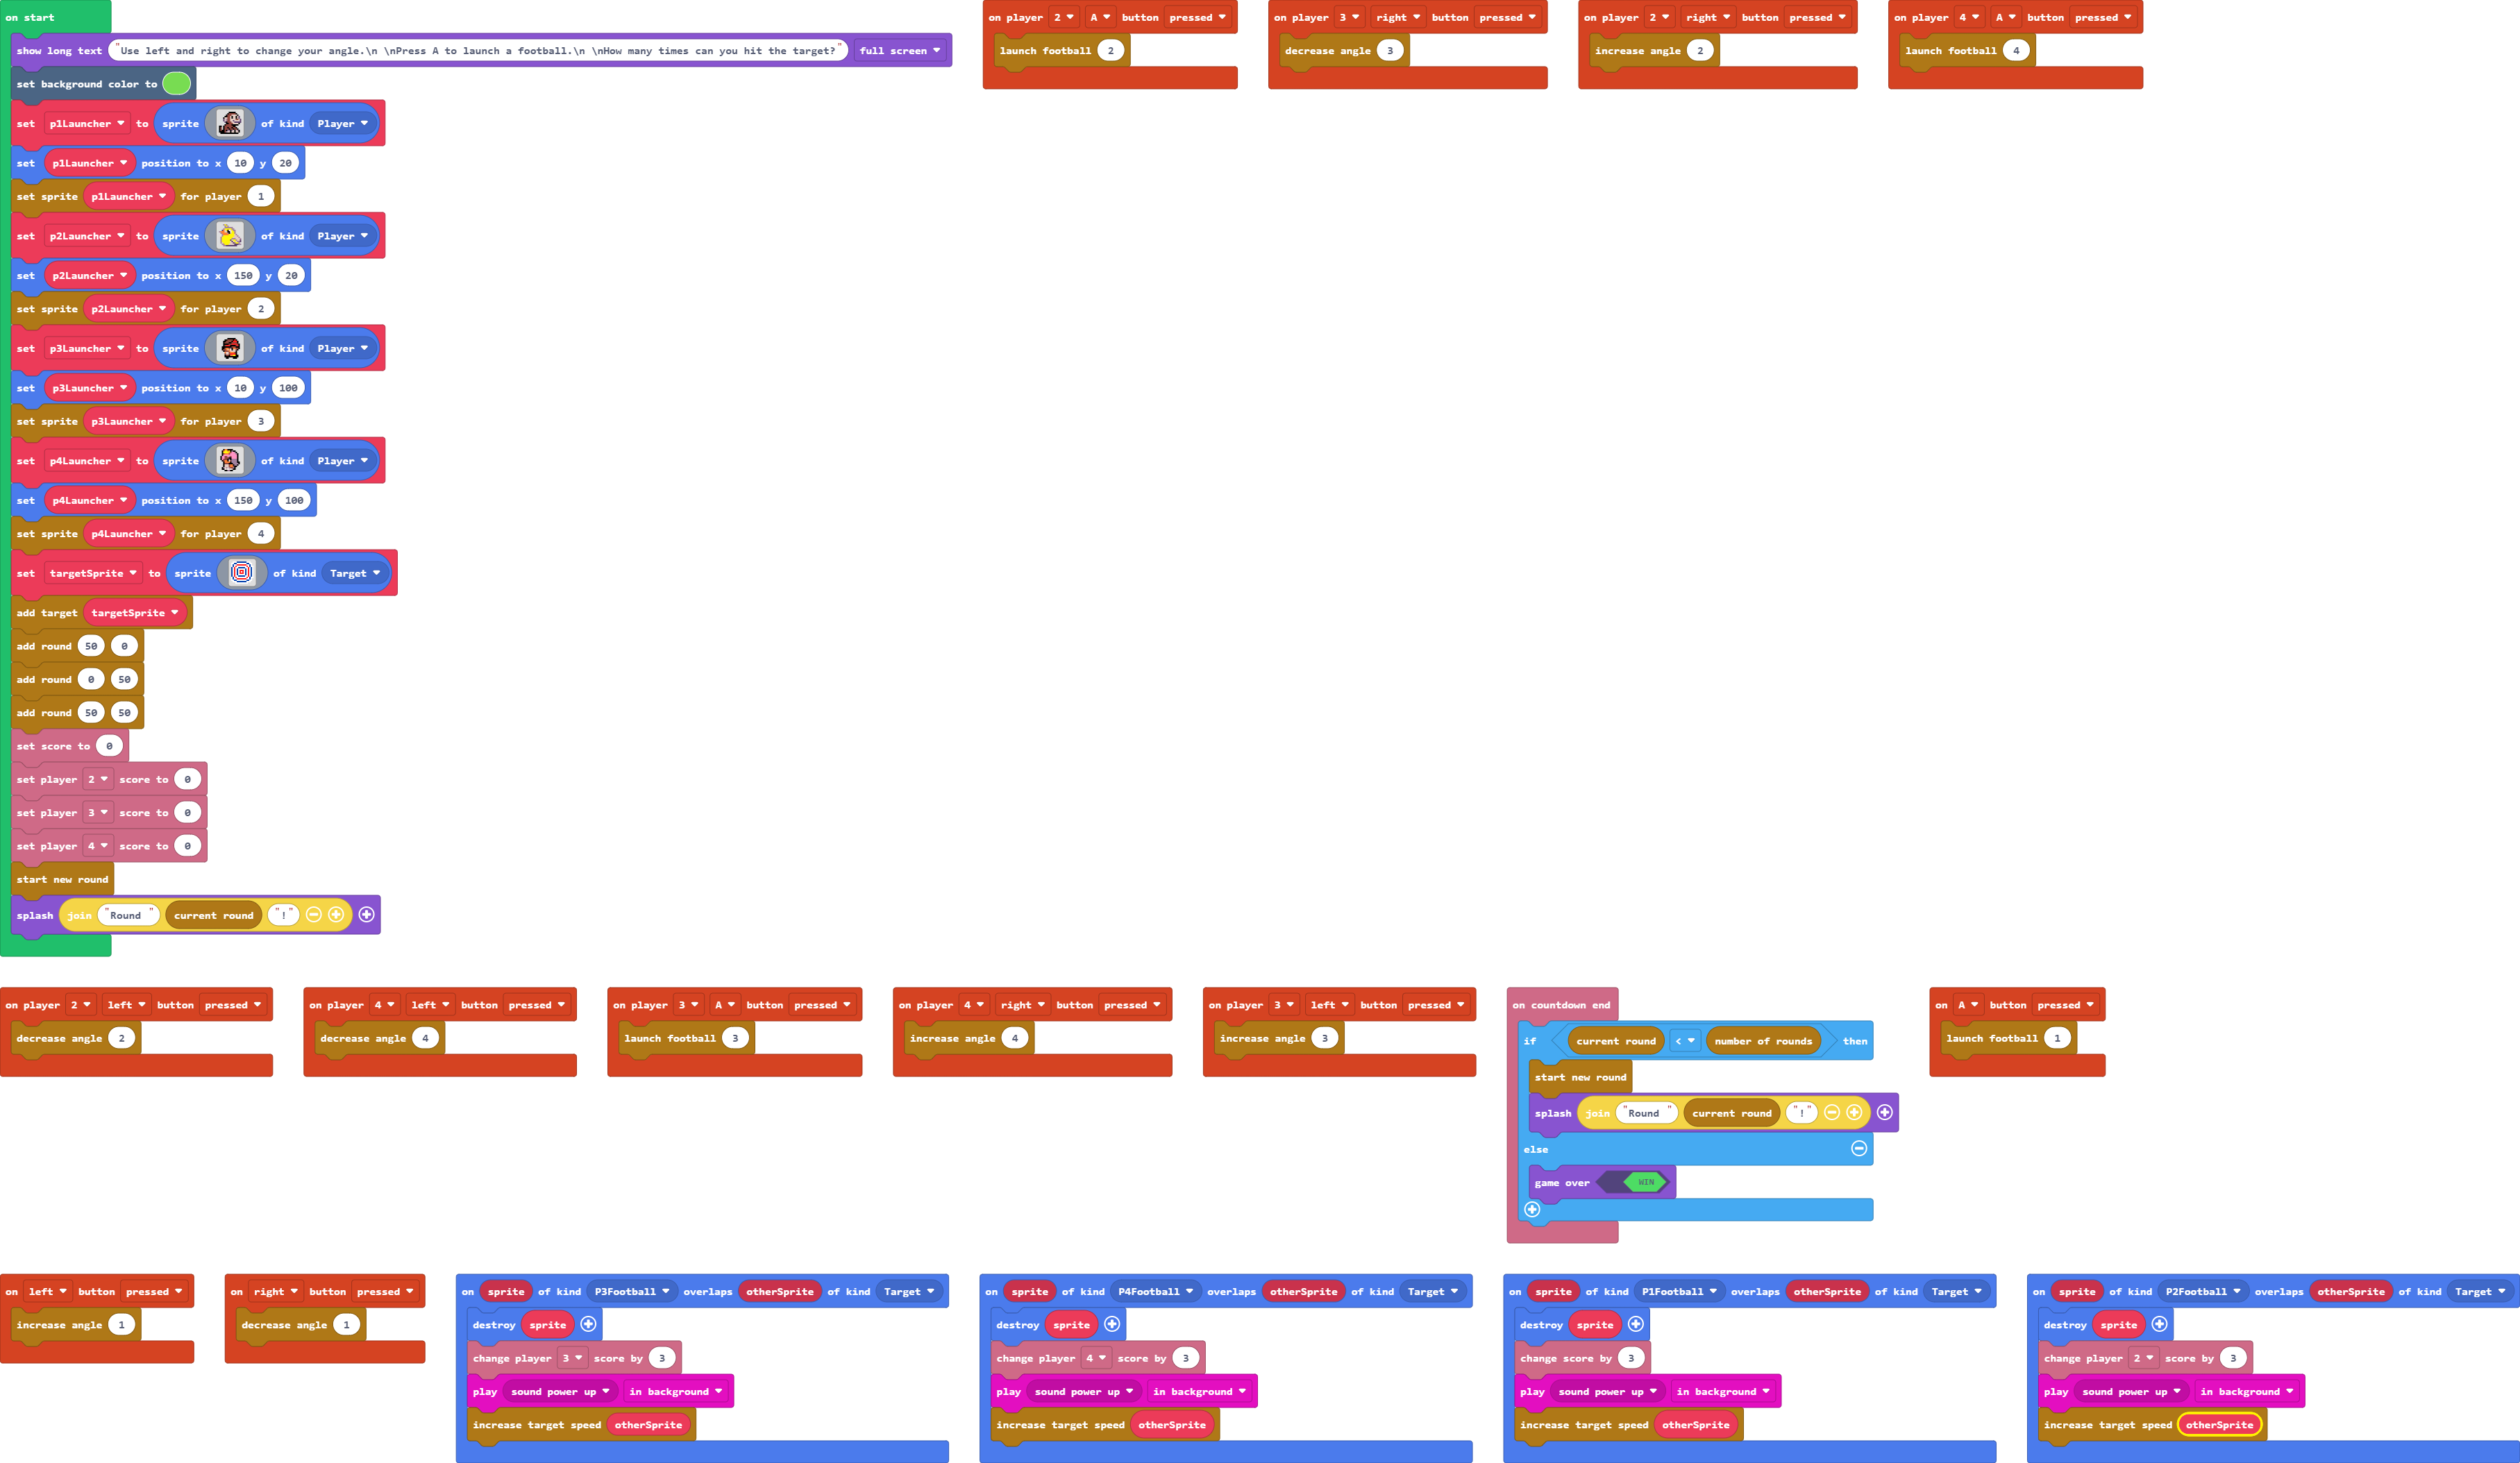 on start
show long text "Use left and right to change your angle.\n \nPress A to launch a football.\n \nHow many times can you hit the target?" full screen
set background color to
set p1Launcher to sprite of kind Player
set p1Launcher position to x 10 y 20
set sprite p1Launcher for player 1
set p2Launcher to sprite of kind Player
set p2Launcher position to x 150 y 20
set sprite p2Launcher for player 2
set p3Launcher to sprite of kind Player
set p3Launcher position to x 10 y 100
set sprite p3Launcher for player 3
set p4Launcher to sprite of kind Player
set p4Launcher position to x 150 y 100
set sprite p4Launcher for player 4
set targetSprite to sprite of kind Target
add target targetSprite
add round 50 0
add round 0 50
add round 50 50
set score to 0
set player 2 score to 0
set player 3 score to 0
set player 4 score to 0
start new round
splash join "Round " current round "!"
on player 2 A button pressed
launch football 2
on player 3 right button pressed
decrease angle 3
on player 2 right button pressed
increase angle 2
on player 4 A button pressed
launch football 4
on player 2 left button pressed
decrease angle 2
on player 4 left button pressed
decrease angle 4
on player 3 A button pressed
launch football 3
on player 4 right button pressed
increase angle 4
on player 3 left button pressed
increase angle 3
on countdown end
if current round < number of rounds then
start new round
splash join "Round " current round "!"
else
game over WIN
on A button pressed
launch football 1
on left button pressed
increase angle 1
on right button pressed
decrease angle 1
on sprite of kind P3Football overlaps otherSprite of kind Target
destroy sprite
change player 3 score by 3
play sound power up in background
increase target speed otherSprite
on sprite of kind P4Football overlaps otherSprite of kind Target
destroy sprite
change player 4 score by 3
play sound power up in background
increase target speed otherSprite
on sprite of kind P1Football overlaps otherSprite of kind Target
destroy sprite
change score by 3
play sound power up in background
increase target speed otherSprite
on sprite of kind P2Football overlaps otherSprite of kind Target
destroy sprite
change player 2 score by 3
play sound power up in background
increase target speed otherSprite